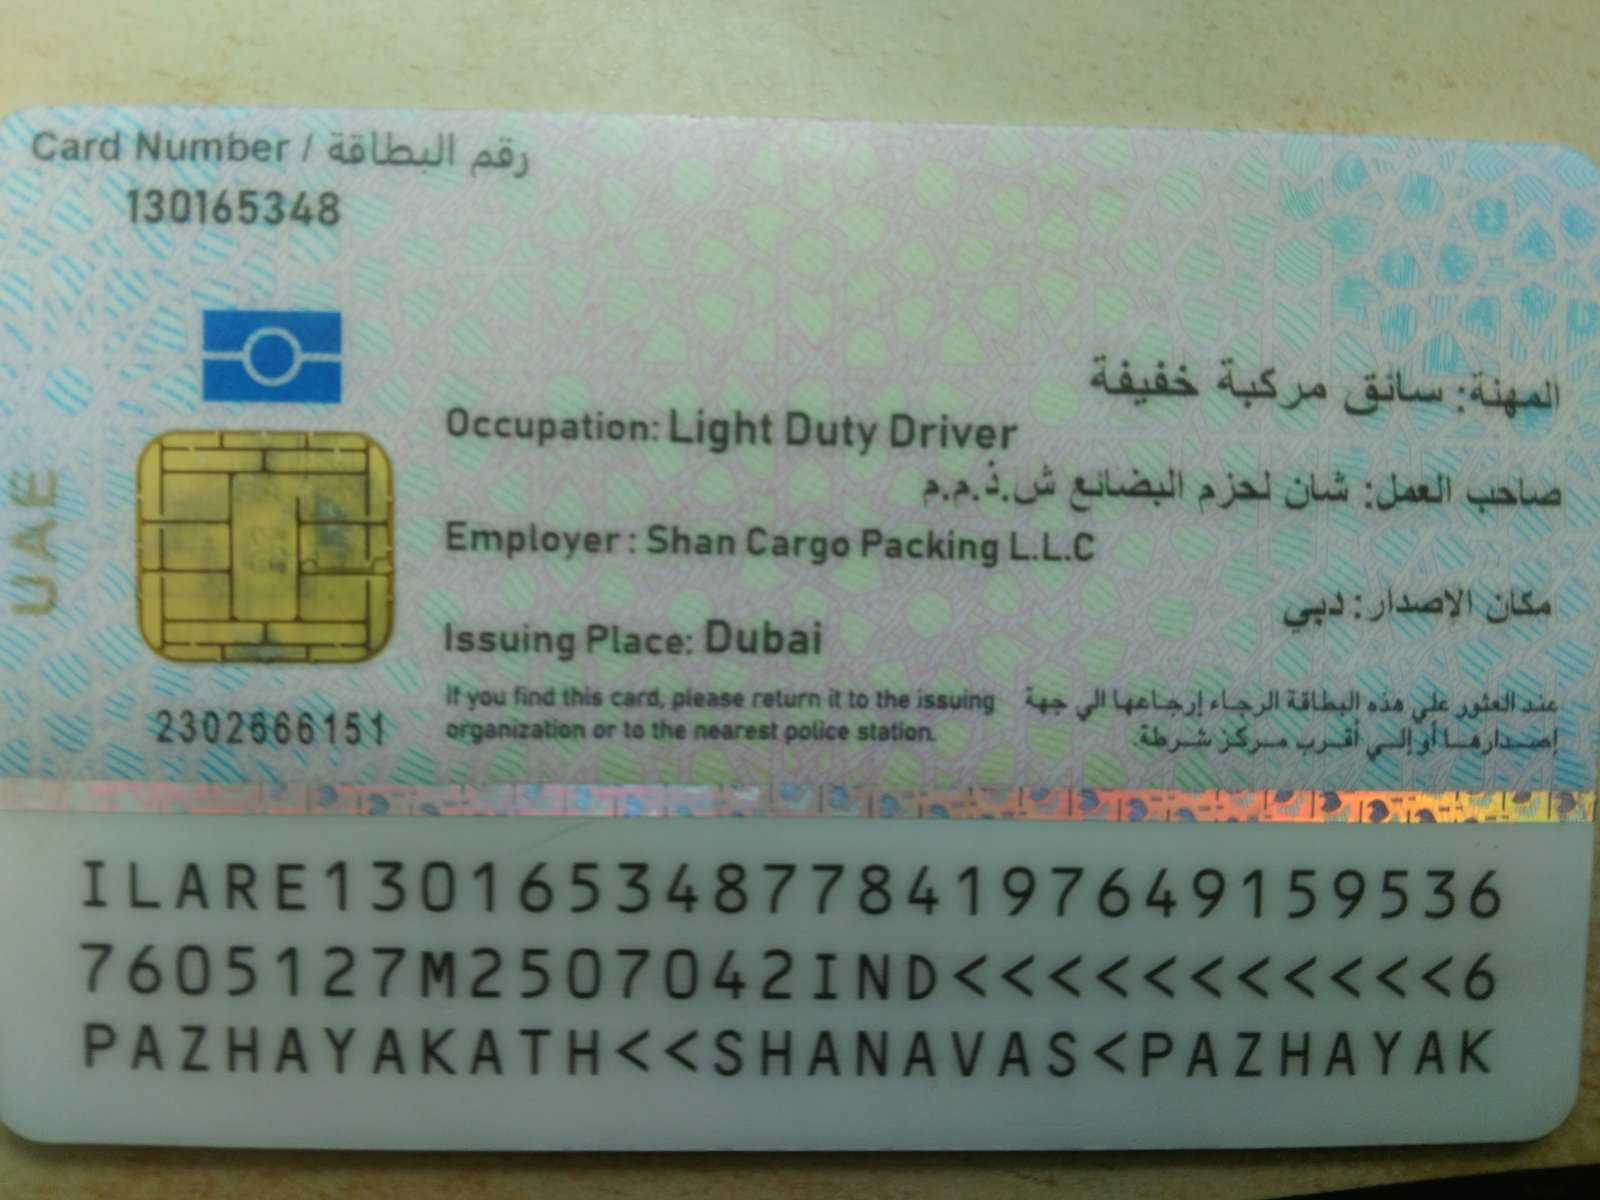 Card Number / رقم البطاقة
130165348
المهنة: سائق مركبة خفيفة
Occupation: Light Duty Driver
صاحب العمل: شان لحزم البضائع ش.ذ.م.م
Employer : Shan Cargo Packing L.L.C
مكان الاصدار: دبي
Issuing Place: Dubai
UAE
If you find this card, please return it to the issuing
organization or to the nearest police station.
عند العثور علي هذه البطاقة الرجاء إرجاعها الي جهة
إصدارها أو إلي أقرب مركز شرطة.
2302666151
ILARE1301653487784197649159536
7605127M2507042IND<<<<<<<<<<<6
PAZHAYAKATH<<SHANAVAS<PAZHAYAK